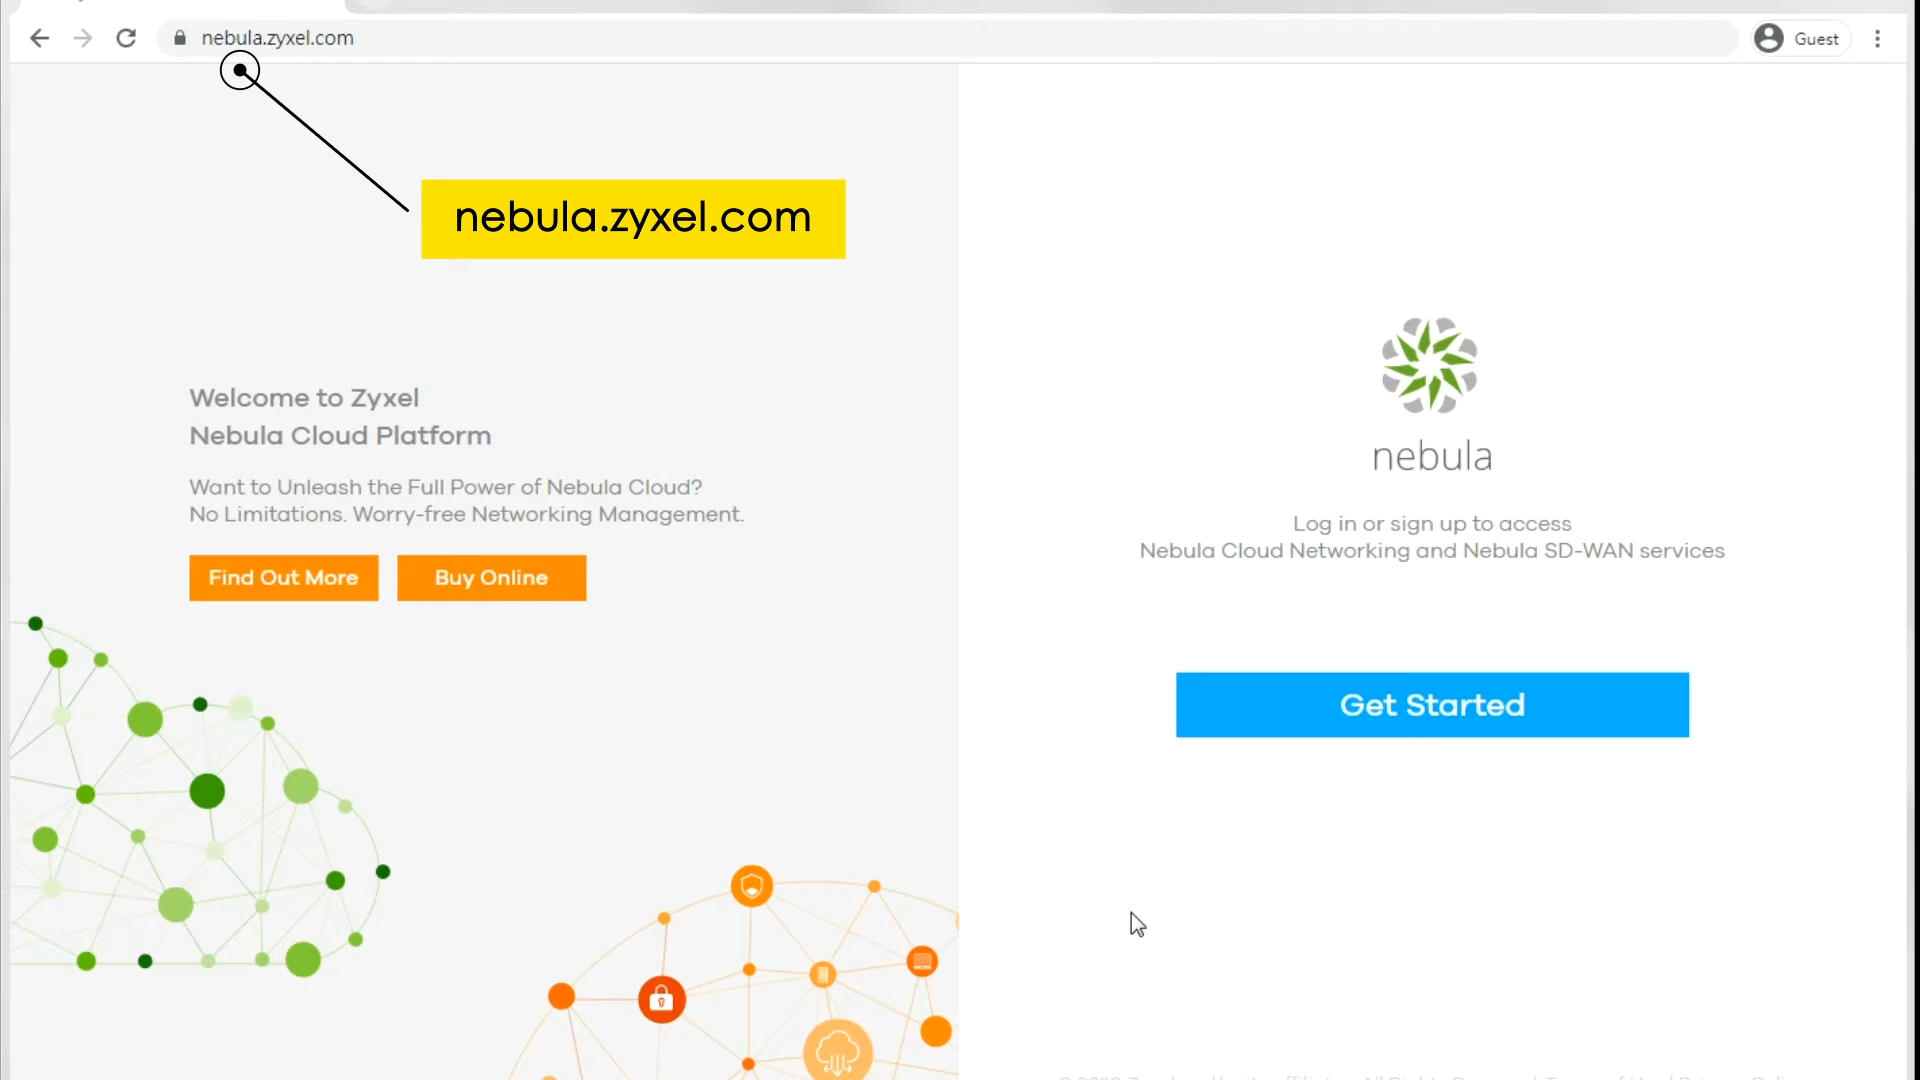 nebula.zyxel.com
Guest
nebula.zyxel.com
Welcome to Zyxel
Nebula Cloud Platform
Want to Unleash the Full Power of Nebula Cloud?
No Limitations. Worry-free Networking Management.
Find Out More
Buy Online
nebula
Log in or sign up to access
Nebula Cloud Networking and Nebula SD-WAN services
Get Started